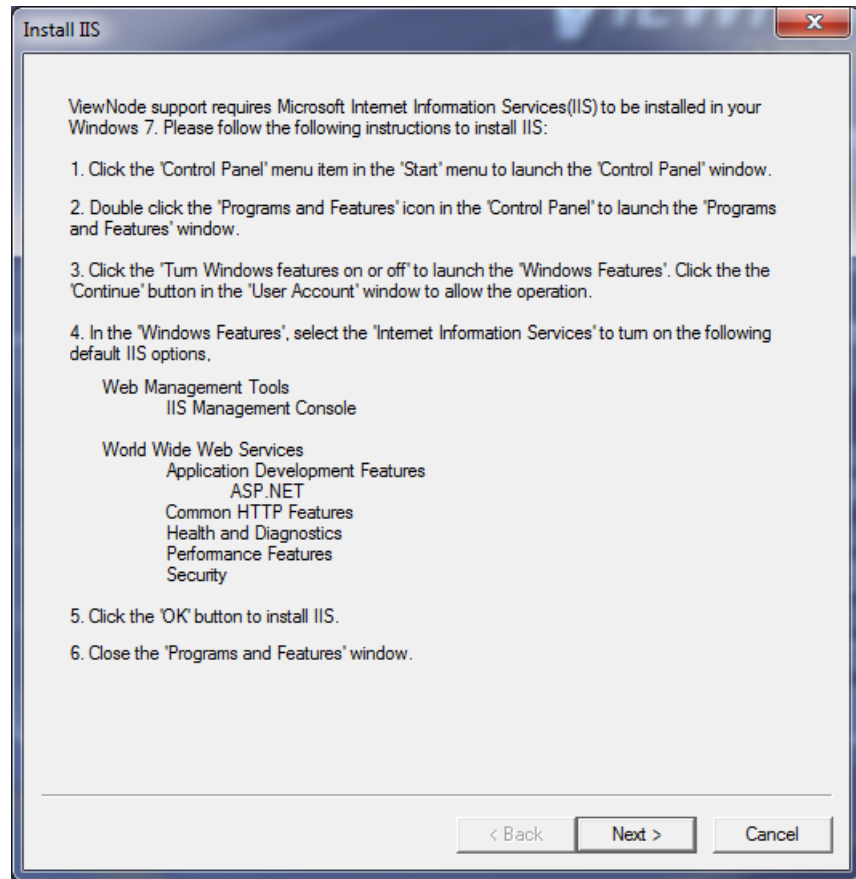 Install IIS
ViewNode support requires Microsoft Internet Information Services(IIS) to be installed in your
Windows 7. Please follow the following instructions to install IIS:
1. Click the 'Control Panel' menu item in the 'Start' menu to launch the 'Control Panel' window.
2. Double click the 'Programs and Features' icon in the 'Control Panel' to launch the 'Programs
and Features' window.
3. Click the 'Turn Windows features on or off' to launch the 'Windows Features'. Click the the
'Continue' button in the 'User Account' window to allow the operation.
4. In the 'Windows Features', select the 'Internet Information Services' to turn on the following
default IIS options,
Web Management Tools
IIS Management Console
World Wide Web Services
Application Development Features
ASP.NET
Common HTTP Features
Health and Diagnostics
Performance Features
Security
5. Click the 'OK' button to install IIS.
6. Close the 'Programs and Features' window.
< Back
Next >
Cancel